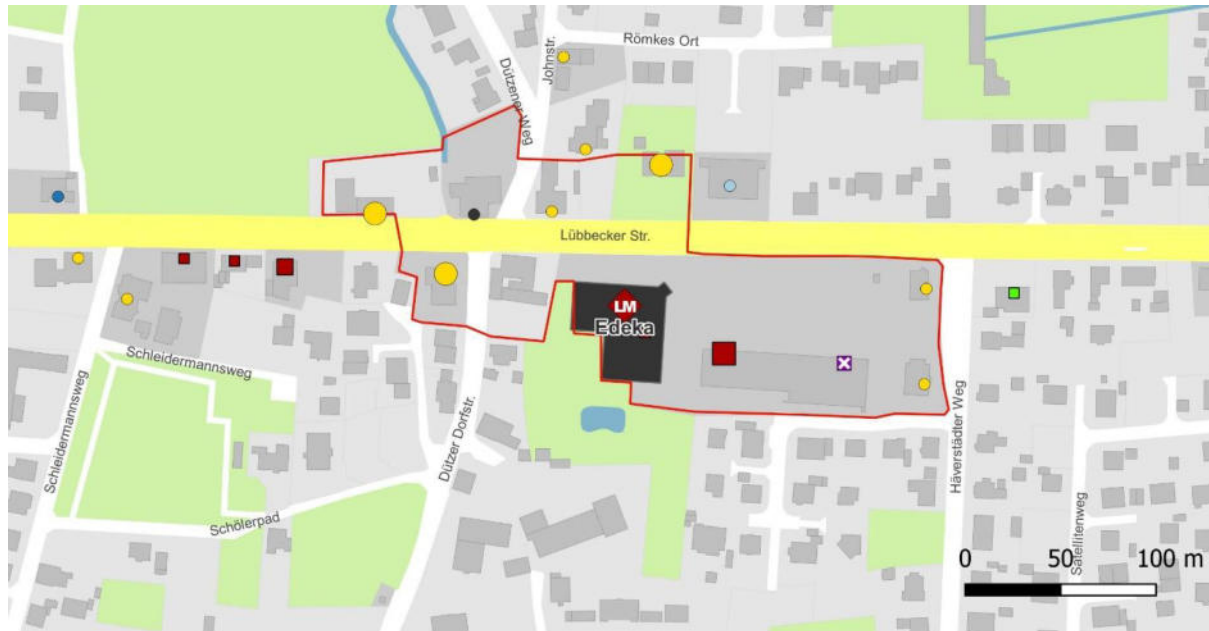 Römkes Ort
Johnstr.
Dützener Weg
Lübbecker Str.
LM
Edeka
Schleidermannsweg
Schleidermannsweg
Dützer Dorfstr.
Häverstädter Weg
Schölerpad
Satellitenweg
0 50 100 m